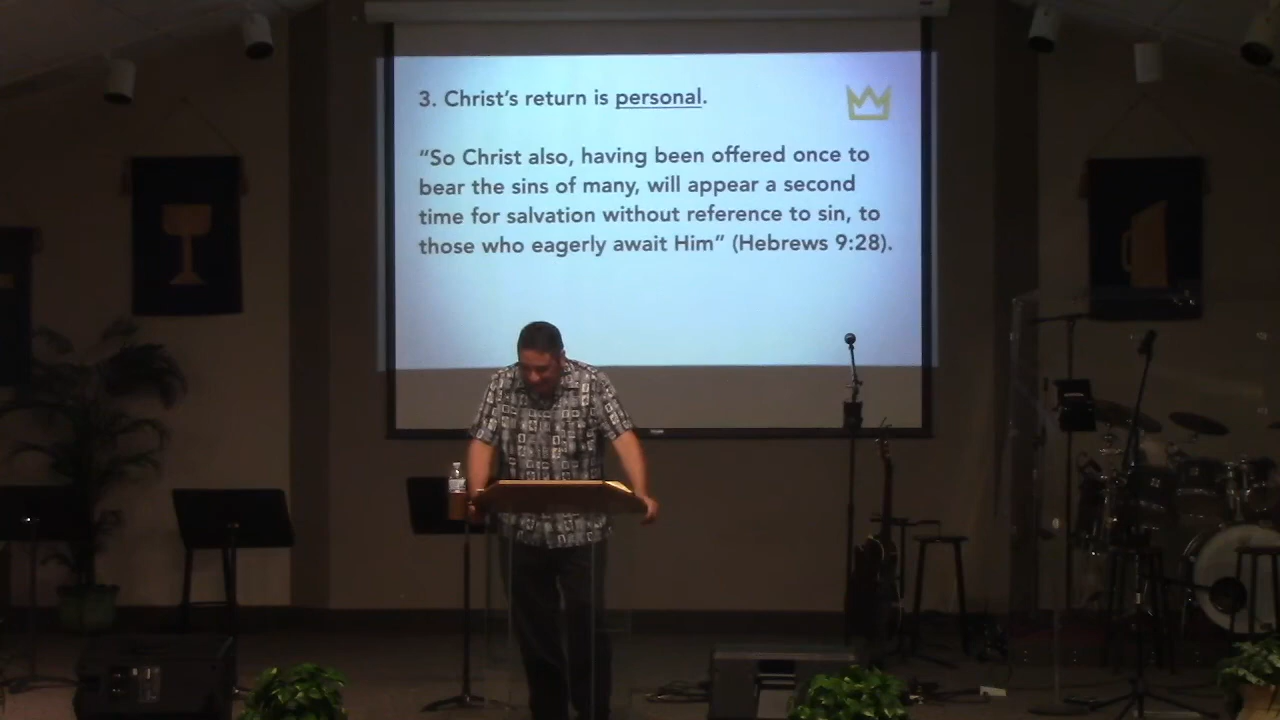 3. Christ’s return is personal.
“So Christ also, having been offered once to
bear the sins of many, will appear a second
time for salvation without reference to sin, to
those who eagerly await Him” (Hebrews 9:28).